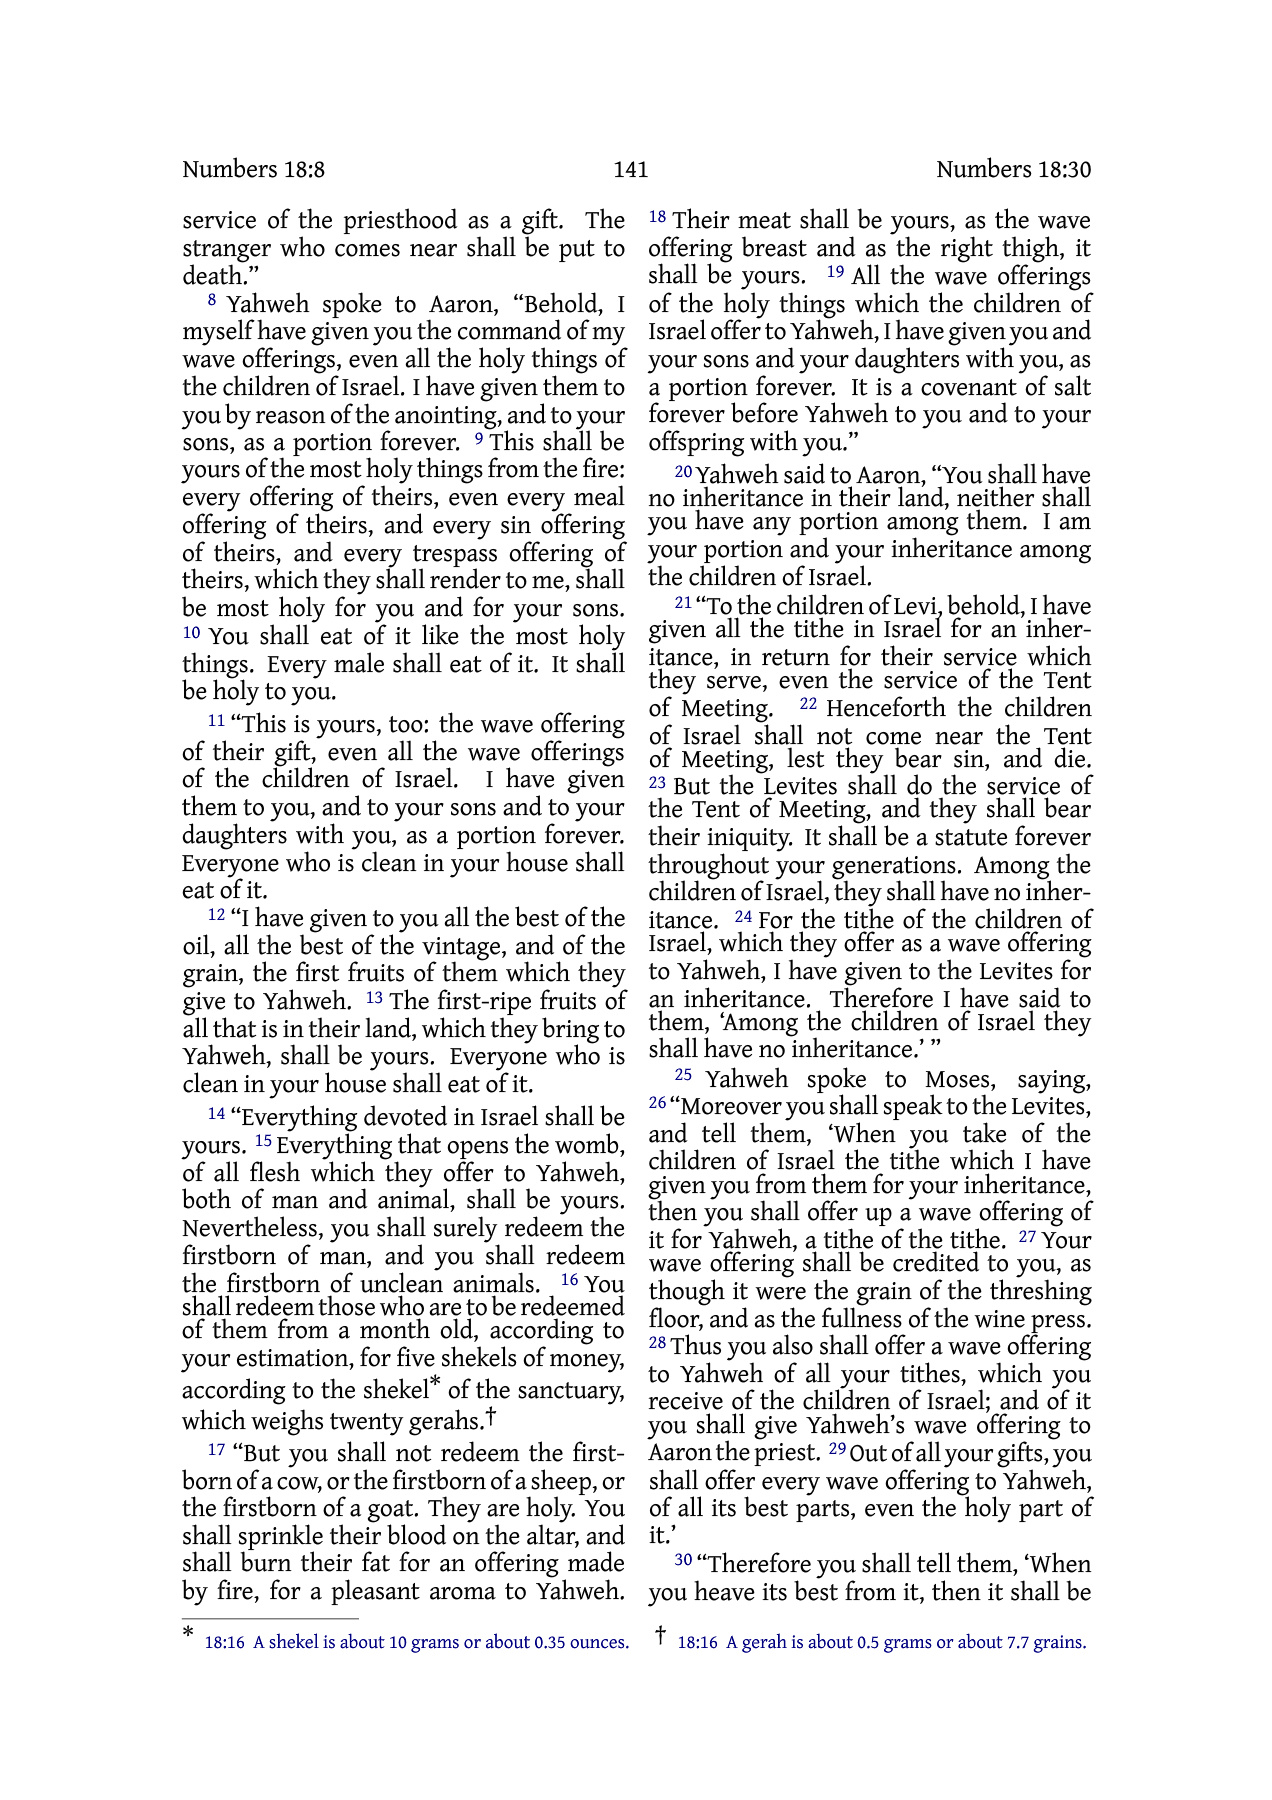 Numbers 18:8 141 Numbers 18:30
service of the priesthood as a gift. The
stranger who comes near shall be put to
death.”
8 Yahweh spoke to Aaron, “Behold, I
myself have given you the command of my
wave offerings, even all the holy things of
the children of Israel. I have given them to
you by reason of the anointing, and to your
sons, as a portion forever. 9 This shall be
yours of the most holy things from the fire:
every offering of theirs, even every meal
offering of theirs, and every sin offering
of theirs, and every trespass offering of
theirs, which they shall render to me, shall
be most holy for you and for your sons.
10 You shall eat of it like the most holy
things. Every male shall eat of it. It shall
be holy to you.
11 “This is yours, too: the wave offering
of their gift, even all the wave offerings
of the children of Israel. I have given
them to you, and to your sons and to your
daughters with you, as a portion forever.
Everyone who is clean in your house shall
eat of it.
12 “I have given to you all the best of the
oil, all the best of the vintage, and of the
grain, the first fruits of them which they
give to Yahweh. 13 The first-ripe fruits of
all that is in their land, which they bring to
Yahweh, shall be yours. Everyone who is
clean in your house shall eat of it.
14 “Everything devoted in Israel shall be
yours. 15 Everything that opens the womb,
of all flesh which they offer to Yahweh,
both of man and animal, shall be yours.
Nevertheless, you shall surely redeem the
firstborn of man, and you shall redeem
the firstborn of unclean animals. 16 You
shall redeem those who are to be redeemed
of them from a month old, according to
your estimation, for five shekels of money,
according to the shekel* of the sanctuary,
which weighs twenty gerahs.†
17 “But you shall not redeem the first-
born of a cow, or the firstborn of a sheep, or
the firstborn of a goat. They are holy. You
shall sprinkle their blood on the altar, and
shall burn their fat for an offering made
by fire, for a pleasant aroma to Yahweh.
18 Their meat shall be yours, as the wave
offering breast and as the right thigh, it
shall be yours. 19 All the wave offerings
of the holy things which the children of
Israel offer to Yahweh, I have given you and
your sons and your daughters with you, as
a portion forever. It is a covenant of salt
forever before Yahweh to you and to your
offspring with you.”
20 Yahweh said to Aaron, “You shall have
no inheritance in their land, neither shall
you have any portion among them. I am
your portion and your inheritance among
the children of Israel.
21 “To the children of Levi, behold, I have
given all the tithe in Israel for an inher-
itance, in return for their service which
they serve, even the service of the Tent
of Meeting. 22 Henceforth the children
of Israel shall not come near the Tent
of Meeting, lest they bear sin, and die.
23 But the Levites shall do the service of
the Tent of Meeting, and they shall bear
their iniquity. It shall be a statute forever
throughout your generations. Among the
children of Israel, they shall have no inher-
itance. 24 For the tithe of the children of
Israel, which they offer as a wave offering
to Yahweh, I have given to the Levites for
an inheritance. Therefore I have said to
them, ‘Among the children of Israel they
shall have no inheritance.’ ”
25 Yahweh spoke to Moses, saying,
26 “Moreover you shall speak to the Levites,
and tell them, ‘When you take of the
children of Israel the tithe which I have
given you from them for your inheritance,
then you shall offer up a wave offering of
it for Yahweh, a tithe of the tithe. 27 Your
wave offering shall be credited to you, as
though it were the grain of the threshing
floor, and as the fullness of the wine press.
28 Thus you also shall offer a wave offering
to Yahweh of all your tithes, which you
receive of the children of Israel; and of it
you shall give Yahweh’s wave offering to
Aaron the priest. 29 Out of all your gifts, you
shall offer every wave offering to Yahweh,
of all its best parts, even the holy part of
it.’
30 “Therefore you shall tell them, ‘When
you heave its best from it, then it shall be
* 18:16 A shekel is about 10 grams or about 0.35 ounces. † 18:16 A gerah is about 0.5 grams or about 7.7 grains.